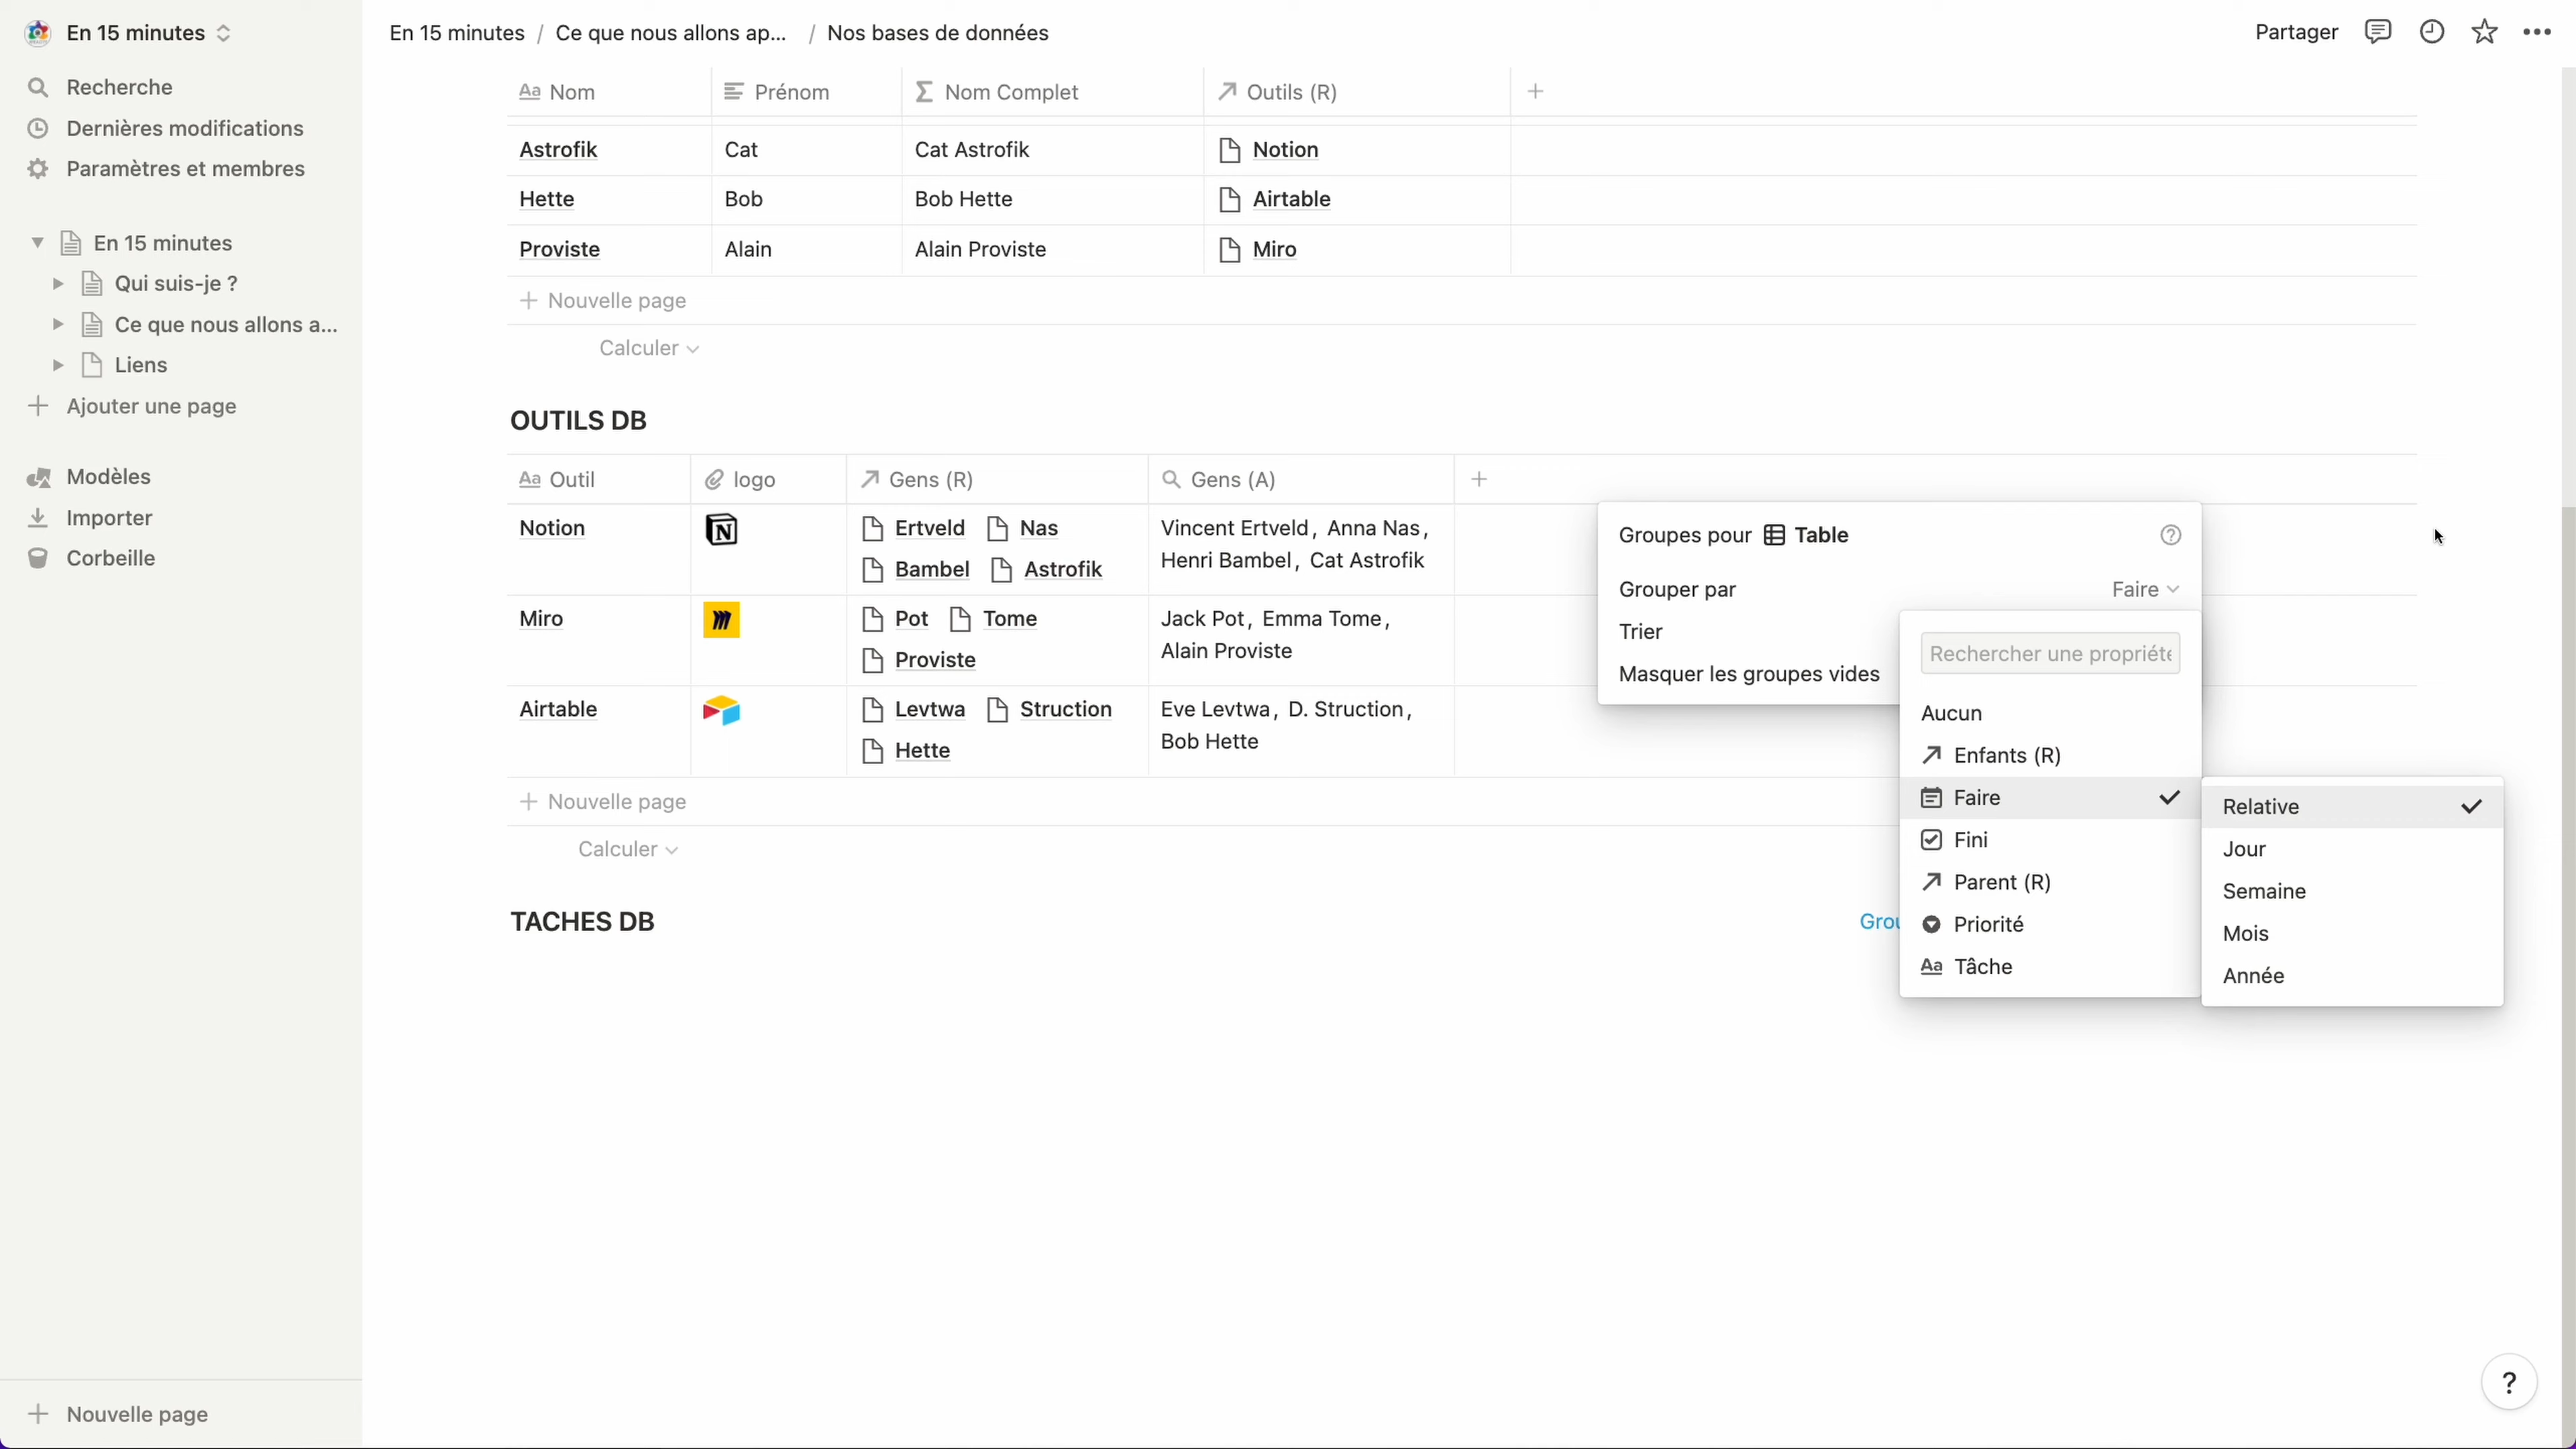 En 15 minutes
Recherche
Dernières modifications
Paramètres et membres
En 15 minutes
Qui suis-je ?
Ce que nous allons a...
Liens
Ajouter une page
Modèles
Importer
Corbeille
Nouvelle page
En 15 minutes / Ce que nous allons ap... / Nos bases de données
Partager
Aa Nom Prénom Σ Nom Complet Outils (R)
Astrofik Cat Cat Astrofik Notion
Hette Bob Bob Hette Airtable
Proviste Alain Alain Proviste Miro
+ Nouvelle page
Calculer
OUTILS DB
Aa Outil logo Gens (R) Gens (A)
Notion Ertveld Nas Vincent Ertveld, Anna Nas,
Bambel Astrofik Henri Bambel, Cat Astrofik
Miro Pot Tome Jack Pot, Emma Tome,
Proviste Alain Proviste
Airtable Levtwa Struction Eve Levtwa, D. Struction,
Hette Bob Hette
+ Nouvelle page
Calculer
TACHES DB
Grou
Groupes pour Table ?
Grouper par Faire
Trier
Masquer les groupes vides
Rechercher une propriét
Aucun
Enfants (R)
Faire
Fini
Parent (R)
Priorité
Aa Tâche
Relative
Jour
Semaine
Mois
Année
?